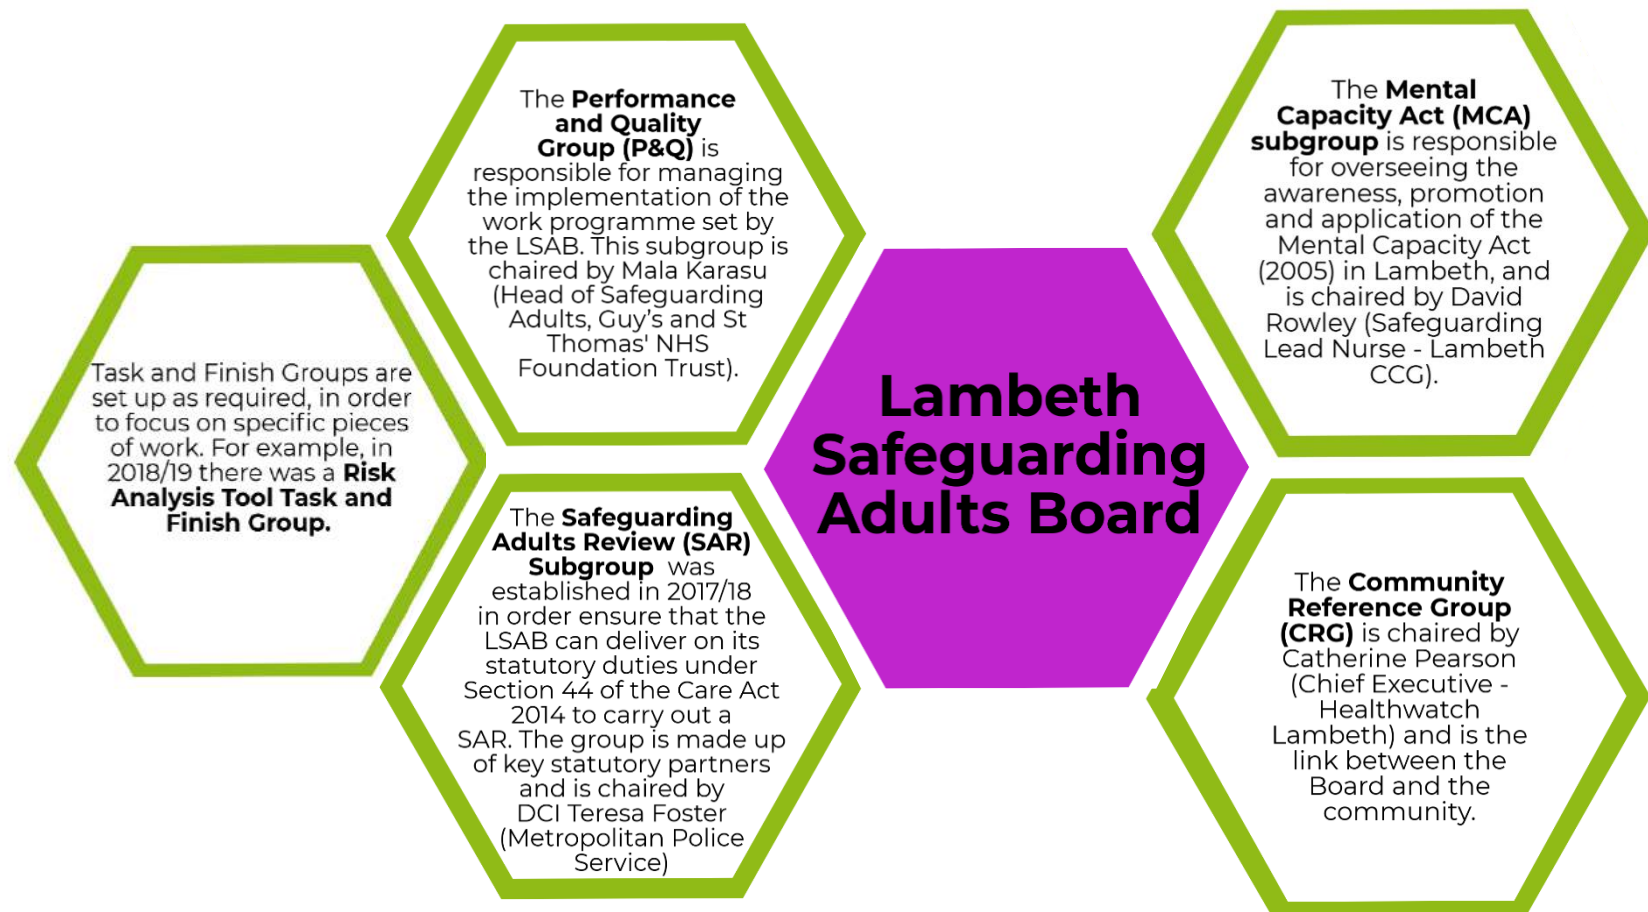 The Performance
and Quality
Group (P&Q) is
responsible for managing
the implementation of the
work programme set by
the LSAB. This subgroup is
chaired by Mala Karasu
(Head of Safeguarding
Adults, Guy’s and St
Thomas' NHS
Foundation Trust).
The Mental
Capacity Act (MCA)
subgroup is responsible
for overseeing the
awareness, promotion
and application of the
Mental Capacity Act
(2005) in Lambeth, and
is chaired by David
Rowley (Safeguarding
Lead Nurse - Lambeth
CCG).
Task and Finish Groups are
set up as required, in order
to focus on specific pieces
of work. For example, in
2018/19 there was a Risk
Analysis Tool Task and
Finish Group.
Lambeth
Safeguarding
Adults Board
The Safeguarding
Adults Review (SAR)
Subgroup was
established in 2017/18
in order ensure that the
LSAB can deliver on its
statutory duties under
Section 44 of the Care Act
2014 to carry out a
SAR. The group is made up
of key statutory partners
and is chaired by
DCI Teresa Foster
(Metropolitan Police
Service)
The Community
Reference Group
(CRG) is chaired by
Catherine Pearson
(Chief Executive -
Healthwatch
Lambeth) and is the
link between the
Board and the
community.